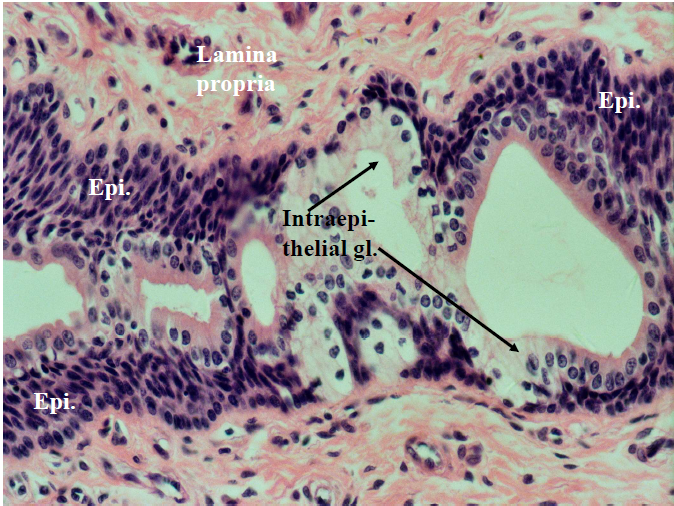 Lamina
propria
Epi.
Epi.
Intraepi-
thelial gl.
Epi.